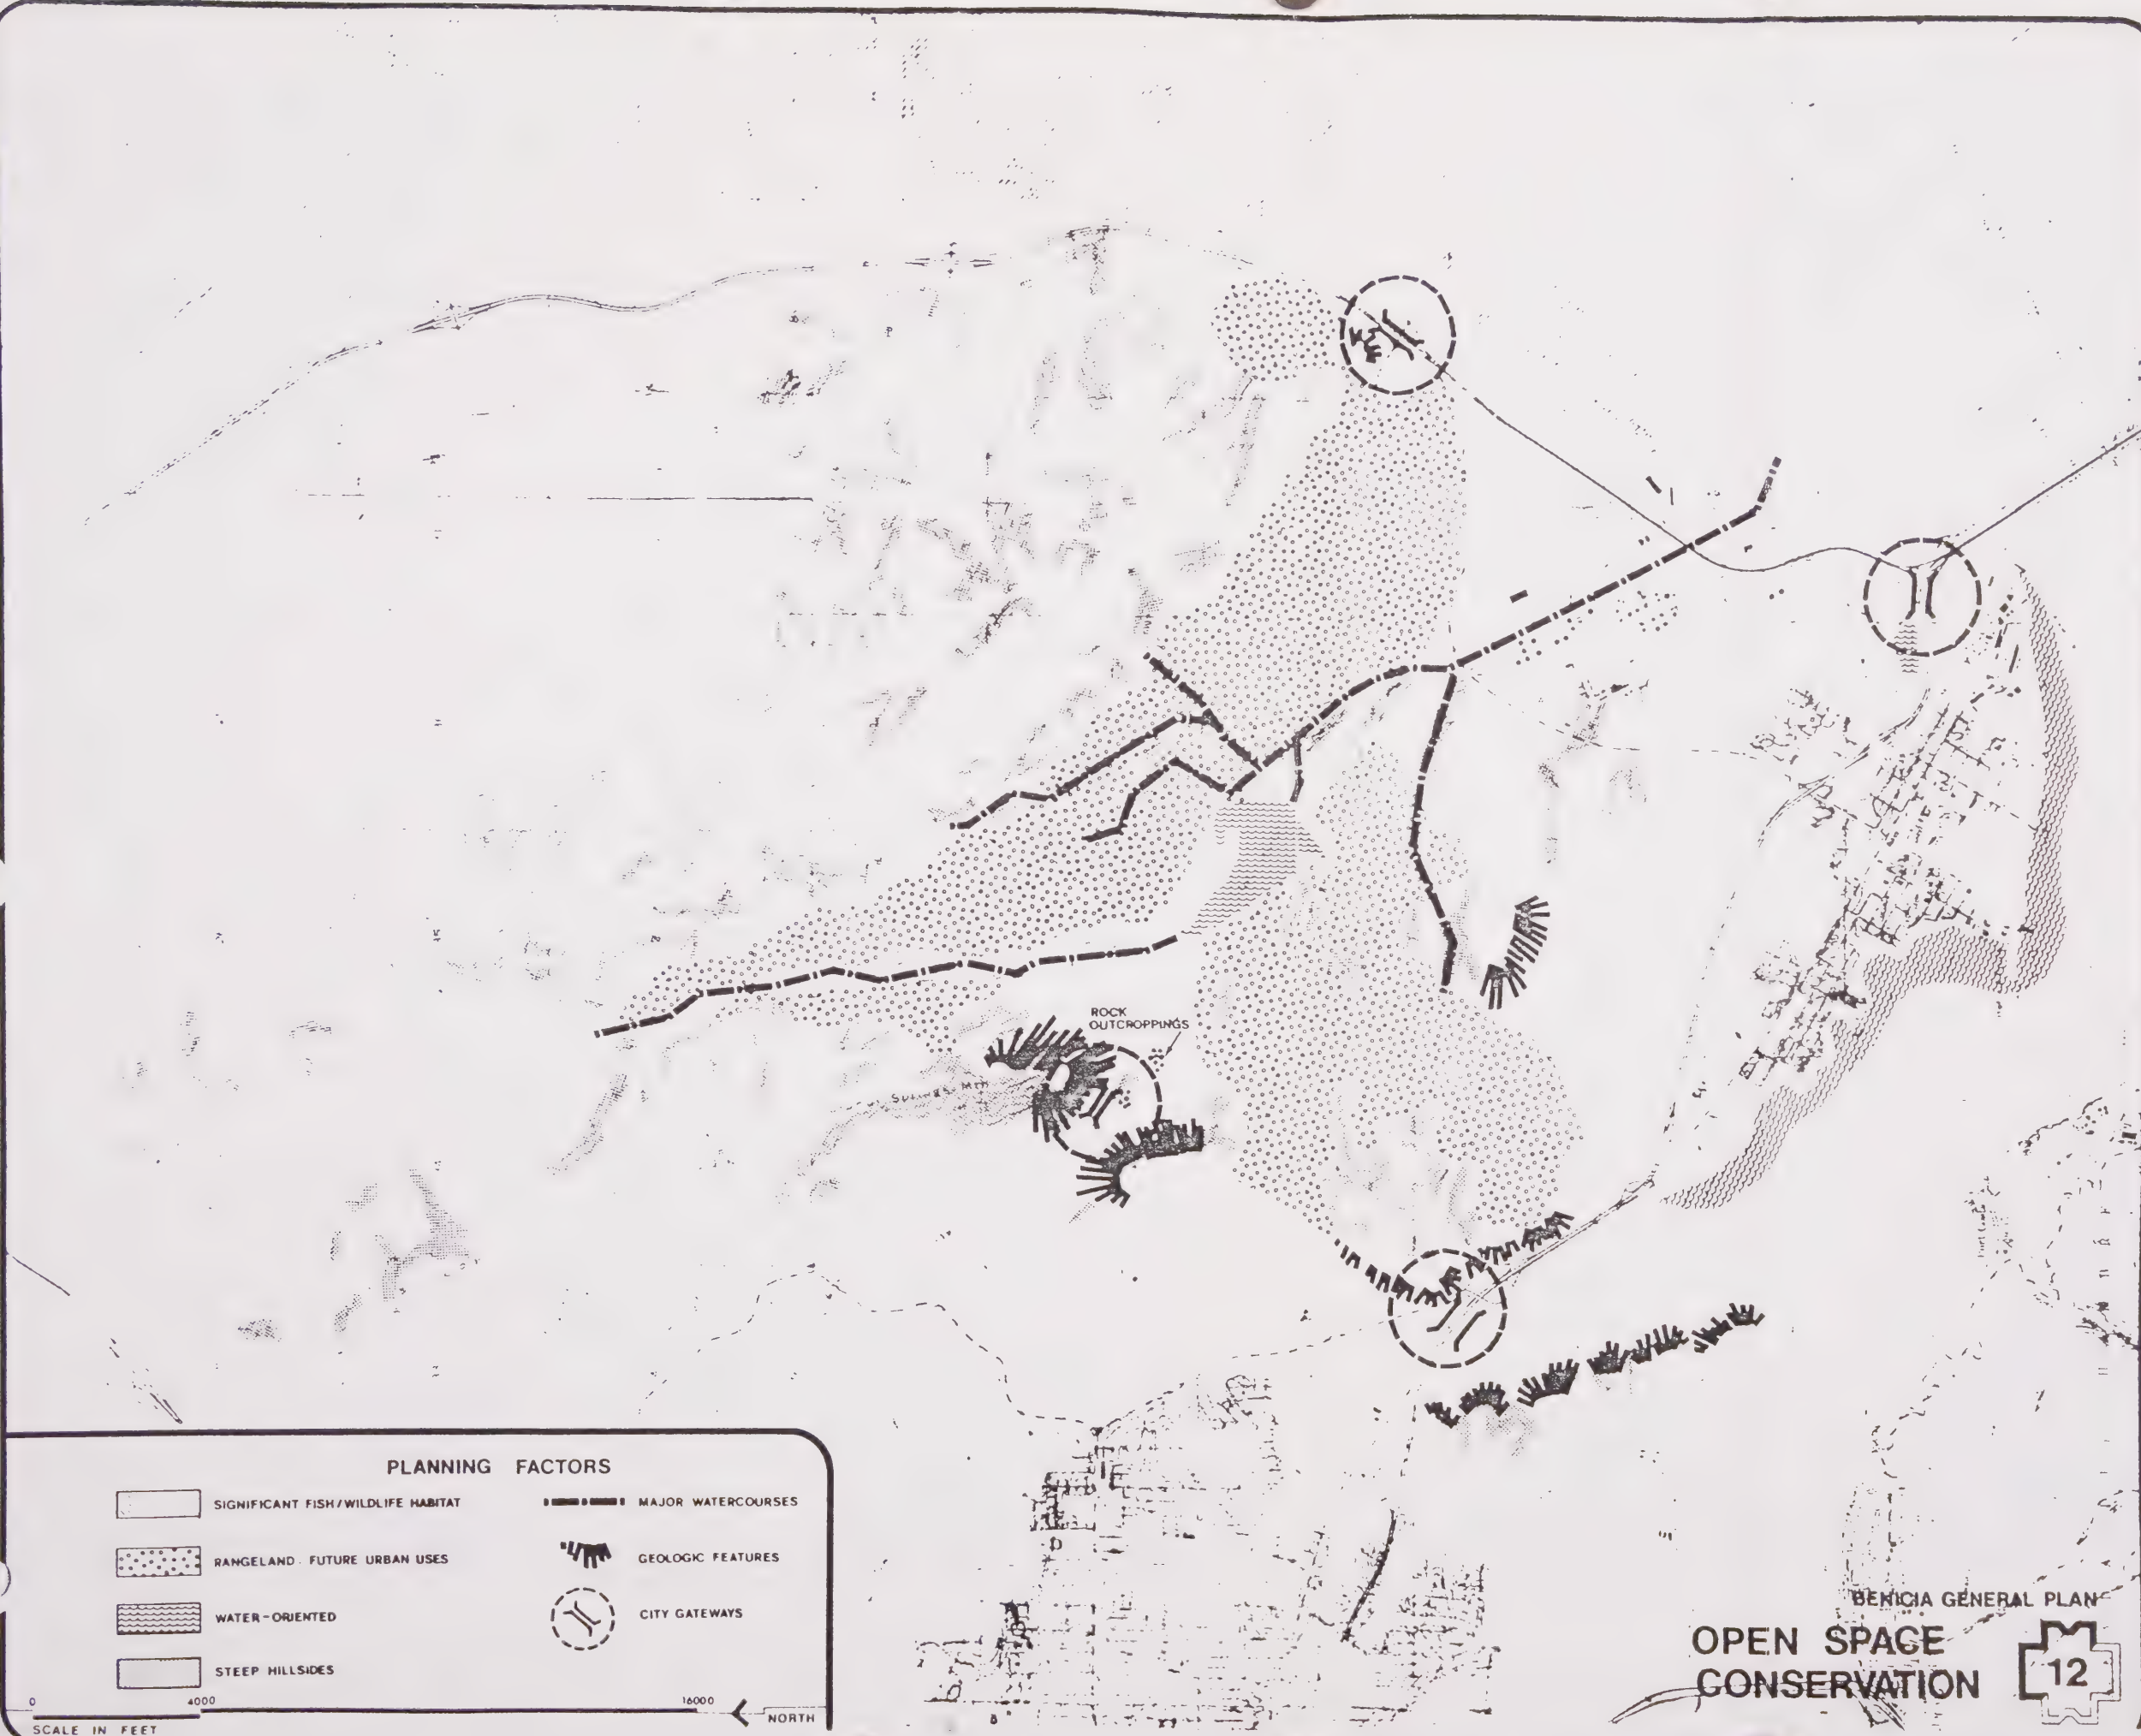 ROCK
OUTCROPPINGS
PLANNING FACTORS
SIGNIFICANT FISH/WILDLIFE HABITAT
RANGELAND - FUTURE URBAN USES
WATER-ORIENTED
STEEP HILLSIDES
MAJOR WATERCOURSES
GEOLOGIC FEATURES
CITY GATEWAYS
0 4000 16000
SCALE IN FEET
NORTH
BENICIA GENERAL PLAN
OPEN SPACE
CONSERVATION
12